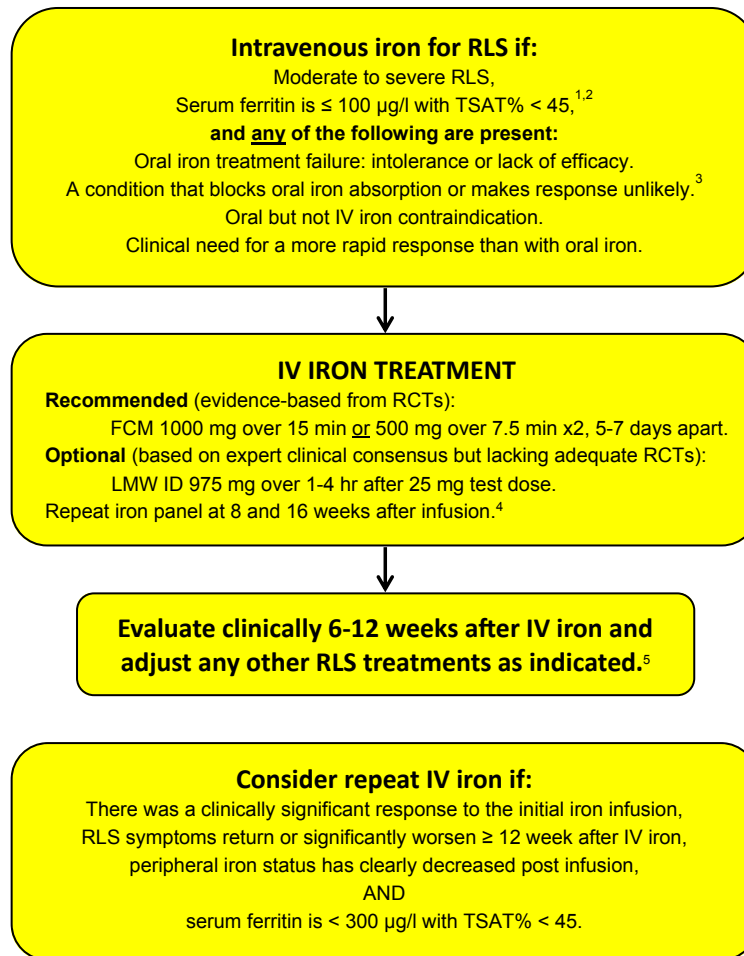 Intravenous iron for RLS if:
Moderate to severe RLS,
Serum ferritin is ≤ 100 µg/l with TSAT% < 45,1,2
and any of the following are present:
Oral iron treatment failure: intolerance or lack of efficacy.
A condition that blocks oral iron absorption or makes response unlikely.3
Oral but not IV iron contraindication.
Clinical need for a more rapid response than with oral iron.
IV IRON TREATMENT
Recommended (evidence-based from RCTs):
FCM 1000 mg over 15 min or 500 mg over 7.5 min x2, 5-7 days apart.
Optional (based on expert clinical consensus but lacking adequate RCTs):
LMW ID 975 mg over 1-4 hr after 25 mg test dose.
Repeat iron panel at 8 and 16 weeks after infusion.4
Evaluate clinically 6-12 weeks after IV iron and
adjust any other RLS treatments as indicated.5
Consider repeat IV iron if:
There was a clinically significant response to the initial iron infusion,
RLS symptoms return or significantly worsen ≥ 12 week after IV iron,
peripheral iron status has clearly decreased post infusion,
AND
serum ferritin is < 300 µg/l with TSAT% < 45.